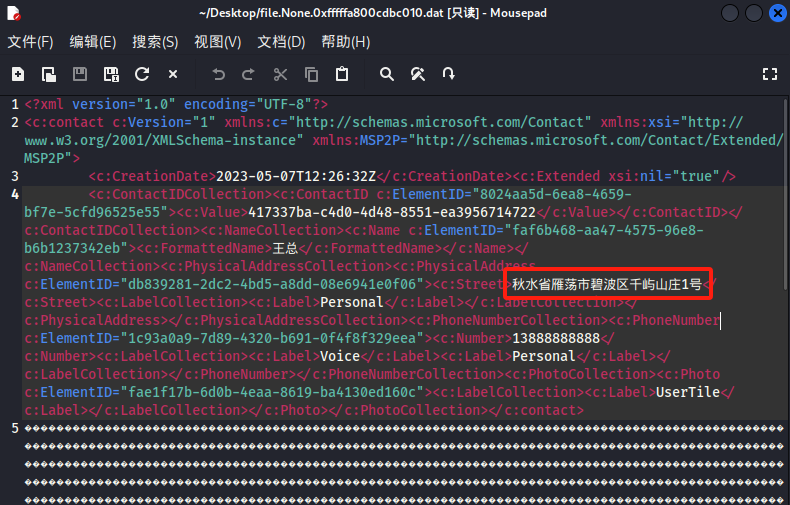 ~/Desktop/file.None.0xfffffa800cdbc010.dat [只读] - Mousepad
文件(F) 编辑(E) 搜索(S) 视图(V) 文档(D) 帮助(H)
1 <?xml version="1.0" encoding="UTF-8"?>
2 <c:contact c:Version="1" xmlns:c="http://schemas.microsoft.com/Contact" xmlns:xsi="http://
www.w3.org/2001/XMLSchema-instance" xmlns:MSP2P="http://schemas.microsoft.com/Contact/Extended/
MSP2P">
3 <c:CreationDate>2023-05-07T12:26:32Z</c:CreationDate><c:Extended xsi:nil="true"/>
4 <c:ContactIDCollection><c:ContactID c:ElementID="8024aa5d-6ea8-4659-
bf7e-5cfd96525e55"><c:Value>417337ba-c4d0-4d48-8551-ea3956714722</c:Value></c:ContactID></
c:ContactIDCollection><c:NameCollection><c:Name c:ElementID="faf6b468-aa47-4575-96e8-
b6b1237342eb"><c:FormattedName>王总</c:FormattedName></c:Name></
c:NameCollection><c:PhysicalAddressCollection><c:PhysicalAddress
c:ElementID="db839281-2dc2-4bd5-a8dd-08e6941e0f06"><c:Street>秋水省雁荡市碧波区千屿山庄1号</
c:Street><c:LabelCollection><c:Label>Personal</c:Label></c:LabelCollection></
c:PhysicalAddress></c:PhysicalAddressCollection><c:PhoneNumberCollection><c:PhoneNumber
c:ElementID="1c93a0a9-7d89-4320-b691-0f4f8f329eea"><c:Number>13888888888</
c:Number><c:LabelCollection><c:Label>Voice</c:Label><c:Label>Personal</c:Label></
c:LabelCollection></c:PhoneNumber></c:PhoneNumberCollection><c:PhotoCollection><c:Photo
c:ElementID="fae1f17b-6d0b-4eaa-8619-ba4130ed160c"><c:LabelCollection><c:Label>UserTile</
c:Label></c:LabelCollection></c:Photo></c:PhotoCollection></c:contact>
5